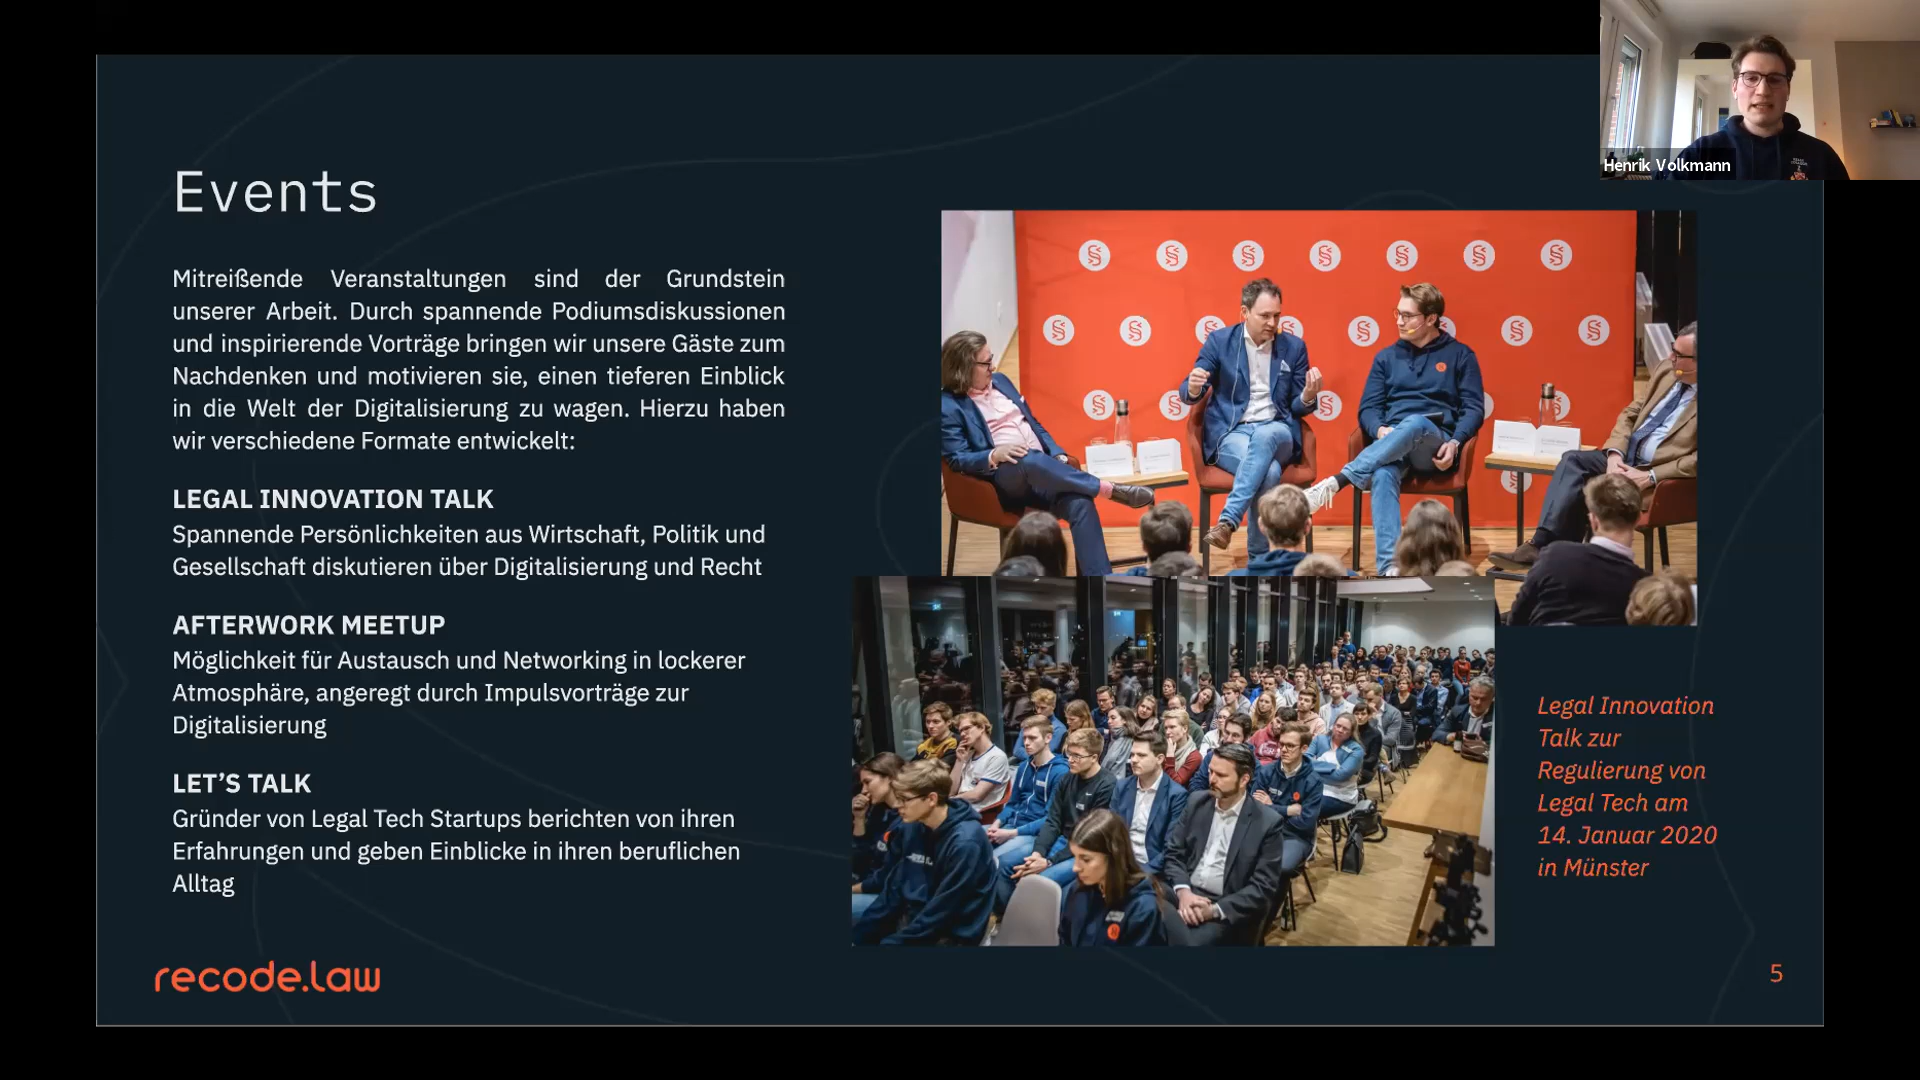 Henrik Volkmann
Events
Mitreißende Veranstaltungen sind der Grundstein
unserer Arbeit. Durch spannende Podiumsdiskussionen
und inspirierende Vorträge bringen wir unsere Gäste zum
Nachdenken und motivieren sie, einen tieferen Einblick
in die Welt der Digitalisierung zu wagen. Hierzu haben
wir verschiedene Formate entwickelt:
LEGAL INNOVATION TALK
Spannende Persönlichkeiten aus Wirtschaft, Politik und
Gesellschaft diskutieren über Digitalisierung und Recht
AFTERWORK MEETUP
Möglichkeit für Austausch und Networking in lockerer
Atmosphäre, angeregt durch Impulsvorträge zur
Digitalisierung
LET’S TALK
Gründer von Legal Tech Startups berichten von ihren
Erfahrungen und geben Einblicke in ihren beruflichen
Alltag
Legal Innovation
Talk zur
Regulierung von
Legal Tech am
14. Januar 2020
in Münster
recode.law
5